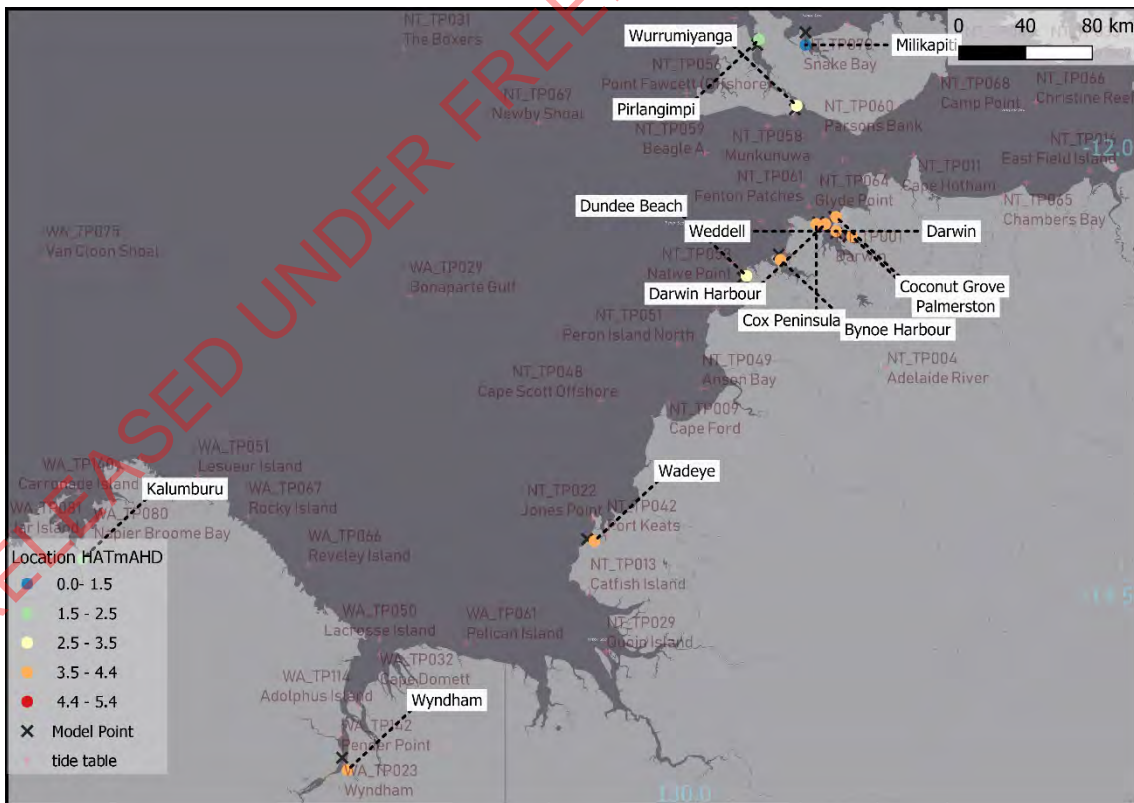 NT_TP031
The Boxers
Wurrumiyanga
0 40 80 km
Milikapiti
Snake Bay
NT_TP056
Point Fawcett (Offshore)
NT_TP068
Camp Point
NT_TP066
Christine Reef
Pirlangimpi
NT_TP067
Newby Shoal
NT_TP060
Parsons Bank
NT_TP059
Beagle A
NT_TP058
Munkunuwa
-12.0
East Field Island
NT_TP011
Cape Hotham
NT_TP061
Fenton Patches
NT_TP064
Glyde Point
NT_TP065
Chambers Bay
Dundee Beach
Weddell
Darwin
Darwin
WA_TP075
Van Cloon Shoal
WA_TP029
Bonaparte Gulf
Native Point
Darwin Harbour
Coconut Grove
Palmerston
Cox Peninsula
Bynoe Harbour
NT_TP051
Peron Island North
NT_TP049
Anson Bay
NT_TP004
Adelaide River
NT_TP048
Cape Scott Offshore
NT_TP009
Cape Ford
WA_TP051
Lesueur Island
Carronade Island
Kalumburu
WA_TP067
Rocky Island
Wadeye
NT_TP022
Jones Point
NT_TP042
Port Keats
WA_TP081
Jar Island
WA_TP080
Napier Broome Bay
WA_TP066
Reveley Island
NT_TP013
Catfish Island
Location HATmAHD
0.0- 1.5
1.5 - 2.5
2.5 - 3.5
3.5 - 4.4
4.4 - 5.4
Model Point
tide table
WA_TP050
Lacrosse Island
WA_TP061
Pelican Island
NT_TP029
Quoin Island
WA_TP032
Cape Domett
WA_TP114
Adolphus Island
Wyndham
WA_TP142
Pender Point
WA_TP023
Wyndham
130.0
RELEASED UNDER FREE